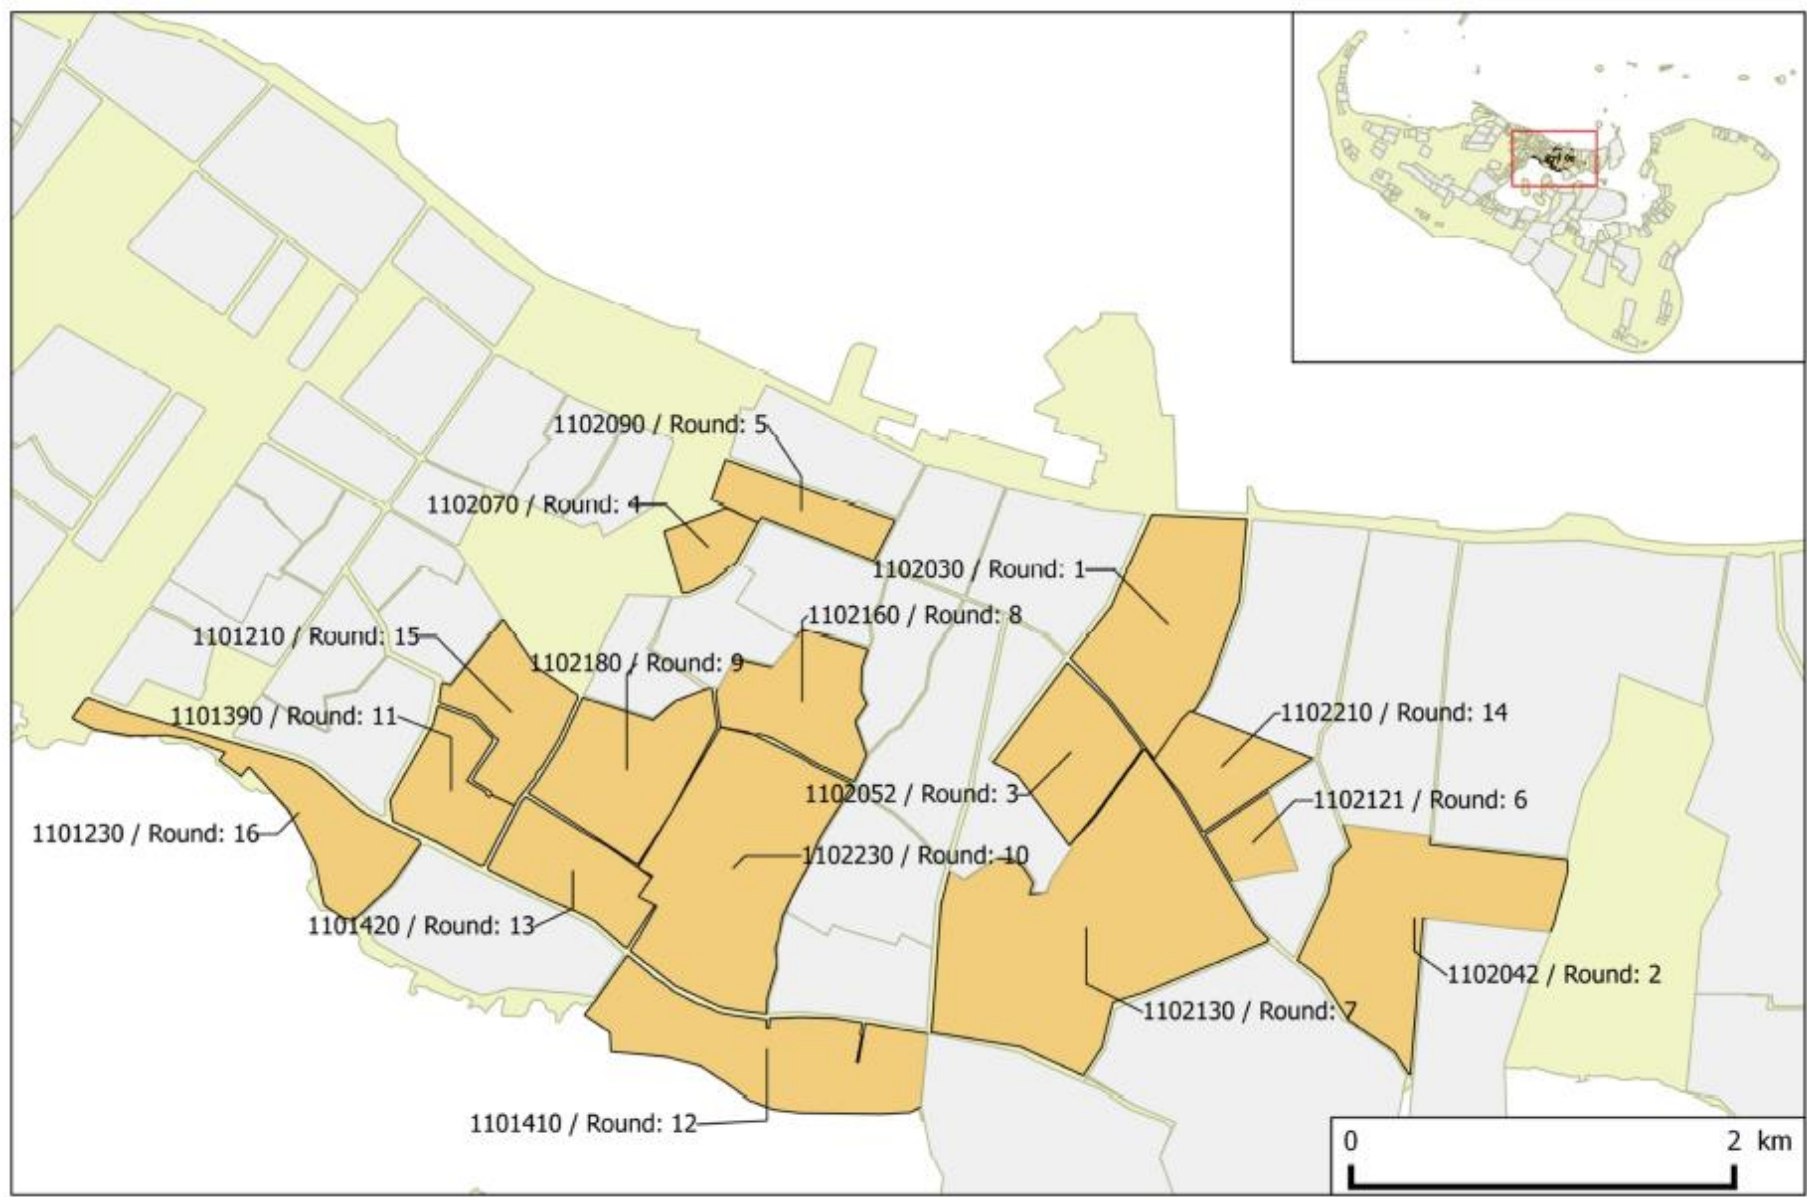 1102090 / Round: 5
1102070 / Round: 4
1102030 / Round: 1
1102160 / Round: 8
1101210 / Round: 15
1102180 / Round: 9
1101390 / Round: 11
1102210 / Round: 14
1102052 / Round: 3
1102121 / Round: 6
1101230 / Round: 16
1102230 / Round: 10
1101420 / Round: 13
1102042 / Round: 2
1102130 / Round: 7
1101410 / Round: 12
0 2 km